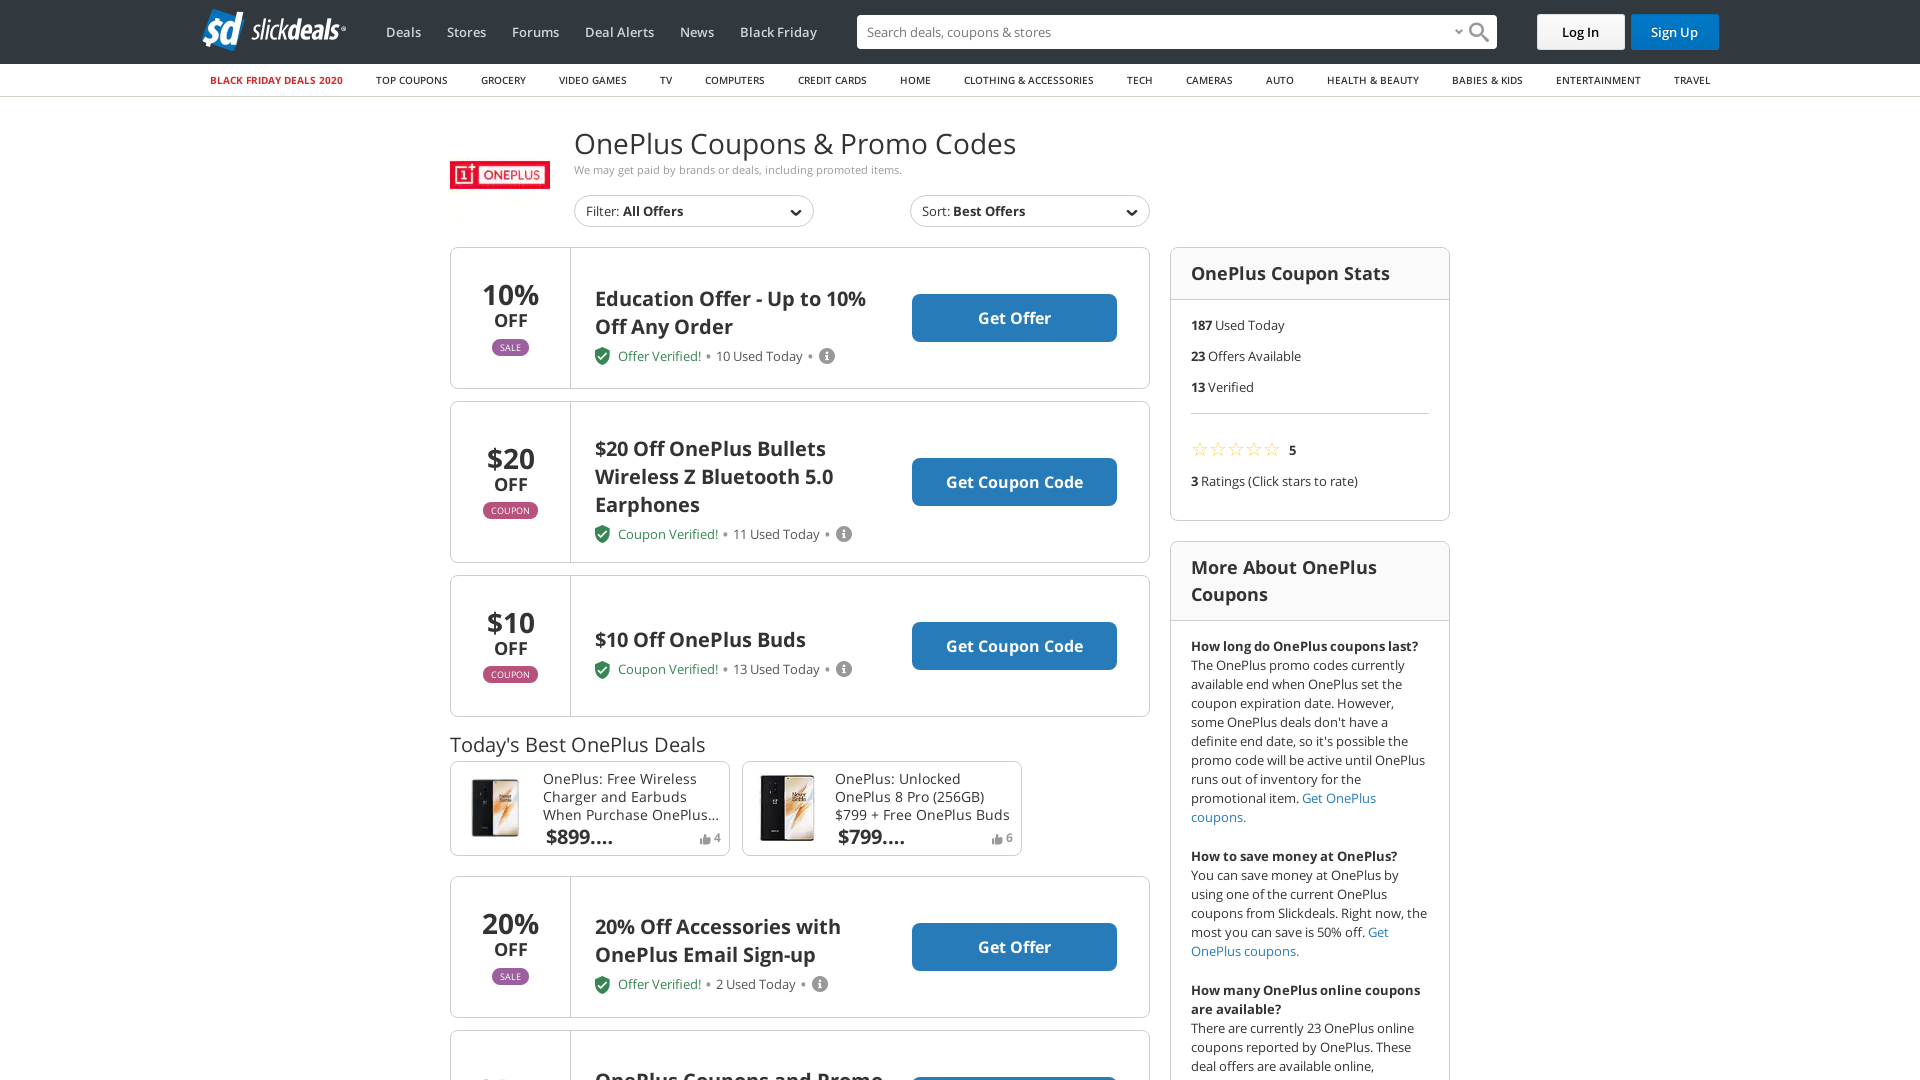 sd slickdeals
Deals
Stores
Forums
Deal Alerts
News
Black Friday
Search deals, coupons & stores
Log In
Sign Up
BLACK FRIDAY DEALS 2020
TOP COUPONS
GROCERY
VIDEO GAMES
TV
COMPUTERS
CREDIT CARDS
HOME
CLOTHING & ACCESSORIES
TECH
CAMERAS
AUTO
HEALTH & BEAUTY
BABIES & KIDS
ENTERTAINMENT
TRAVEL
ONEPLUS
OnePlus Coupons & Promo Codes
We may get paid by brands or deals, including promoted items.
Filter: All Offers
Sort: Best Offers
10%
OFF
SALE
Education Offer - Up to 10%
Off Any Order
Offer Verified! • 10 Used Today •
Get Offer
$20
OFF
COUPON
$20 Off OnePlus Bullets
Wireless Z Bluetooth 5.0
Earphones
Coupon Verified! • 11 Used Today •
Get Coupon Code
$10
OFF
COUPON
$10 Off OnePlus Buds
Coupon Verified! • 13 Used Today •
Get Coupon Code
Today's Best OnePlus Deals
OnePlus: Free Wireless
Charger and Earbuds
When Purchase OnePlus...
$899....
4
OnePlus: Unlocked
OnePlus 8 Pro (256GB)
$799 + Free OnePlus Buds
$799....
6
20%
OFF
SALE
20% Off Accessories with
OnePlus Email Sign-up
Offer Verified! • 2 Used Today •
Get Offer
OnePlus Coupons and Promo
OnePlus Coupon Stats
187 Used Today
23 Offers Available
13 Verified
☆☆☆☆☆ 5
3 Ratings (Click stars to rate)
More About OnePlus
Coupons
How long do OnePlus coupons last?
The OnePlus promo codes currently
available end when OnePlus set the
coupon expiration date. However,
some OnePlus deals don't have a
definite end date, so it's possible the
promo code will be active until OnePlus
runs out of inventory for the
promotional item. Get OnePlus
coupons.
How to save money at OnePlus?
You can save money at OnePlus by
using one of the current OnePlus
coupons from Slickdeals. Right now, the
most you can save is 50% off. Get
OnePlus coupons.
How many OnePlus online coupons
are available?
There are currently 23 OnePlus online
coupons reported by OnePlus. These
deal offers are available online,